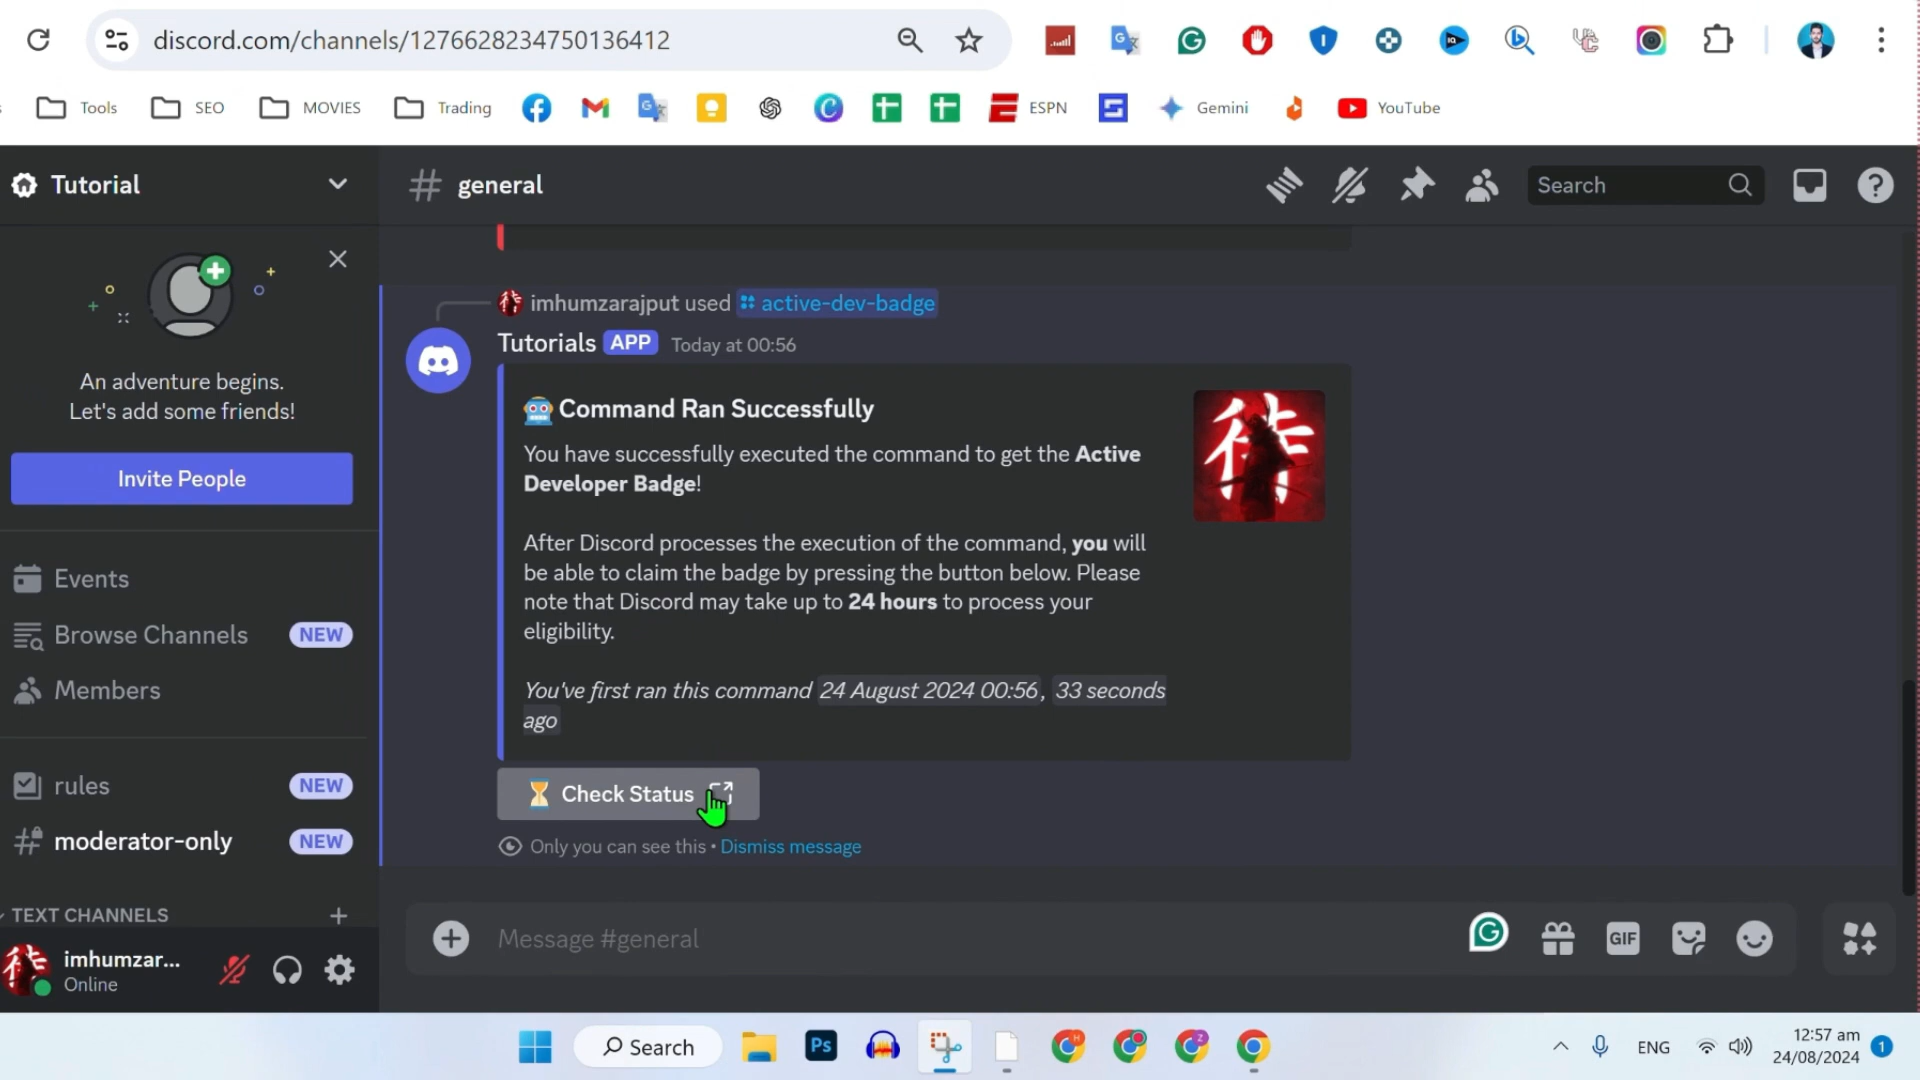 discord.com/channels/1276628234750136412
Tools
SEO
MOVIES
Trading
ESPN
Gemini
YouTube
Tutorial
general
Search
imhumzarajput used active-dev-badge
Tutorials APP Today at 00:56
Command Ran Successfully
You have successfully executed the command to get the Active
Developer Badge!
After Discord processes the execution of the command, you will
be able to claim the badge by pressing the button below. Please
note that Discord may take up to 24 hours to process your
eligibility.
You've first ran this command 24 August 2024 00:56, 33 seconds
ago
Check Status
Only you can see this • Dismiss message
An adventure begins.
Let's add some friends!
Invite People
Events
Browse Channels NEW
Members
rules NEW
moderator-only NEW
TEXT CHANNELS
imhumzar...
Online
Message #general
GIF
Search
Ps
ENG
12:57 am
24/08/2024
1